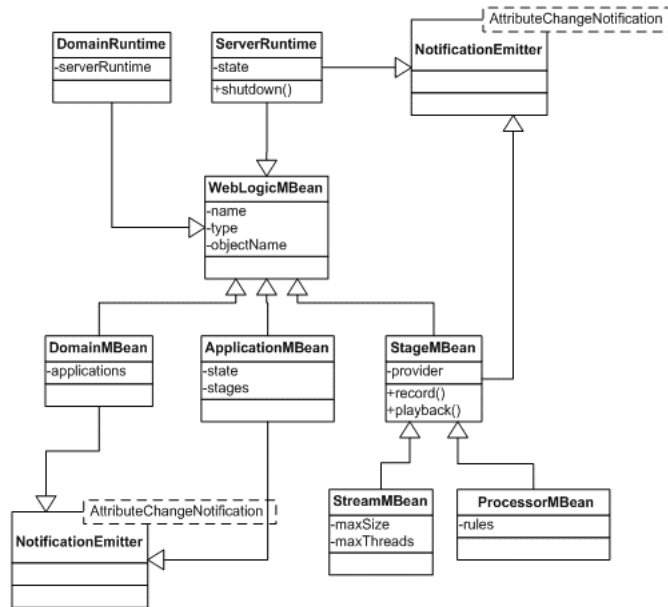 AttributeChangeNotification
DomainRuntime
-serverRuntime
ServerRuntime
-state
+shutdown()
NotificationEmitter
WebLogicMBean
-name
-type
-objectName
DomainMBean
-applications
ApplicationMBean
-state
-stages
StageMBean
-provider
+record()
+playback()
AttributeChangeNotification
NotificationEmitter
StreamMBean
-maxSize
-maxThreads
ProcessorMBean
-rules